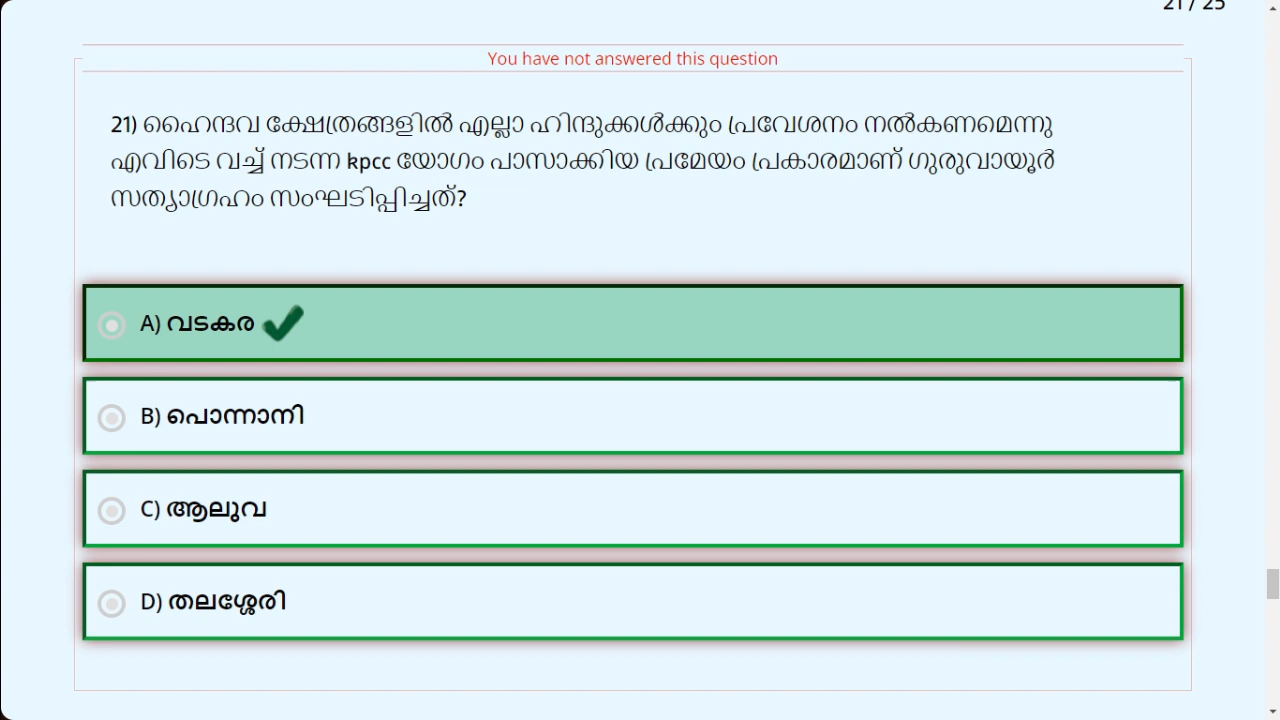 21 / 25
You have not answered this question
21) ഹൈന്ദവ ക്ഷേത്രങ്ങളിൽ എല്ലാ ഹിന്ദുക്കൾക്കും പ്രവേശനം നൽകണമെന്നു
എവിടെ വച്ച് നടന്ന kpcc യോഗം പാസാക്കിയ പ്രമേയം പ്രകാരമാണ് ഗുരുവായൂർ
സത്യാഗ്രഹം സംഘടിപ്പിച്ചത്?
A) വടകര
B) പൊന്നാനി
C) ആലുവ
D) തലശ്ശേരി